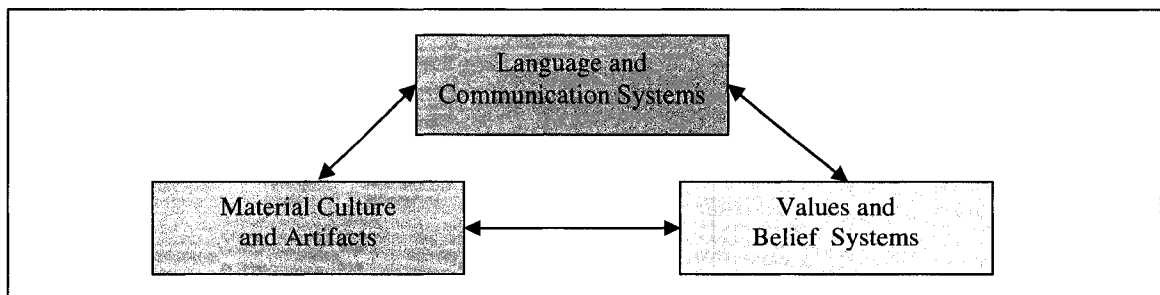 Language and
Communication Systems
Material Culture
and Artifacts
Values and
Belief Systems